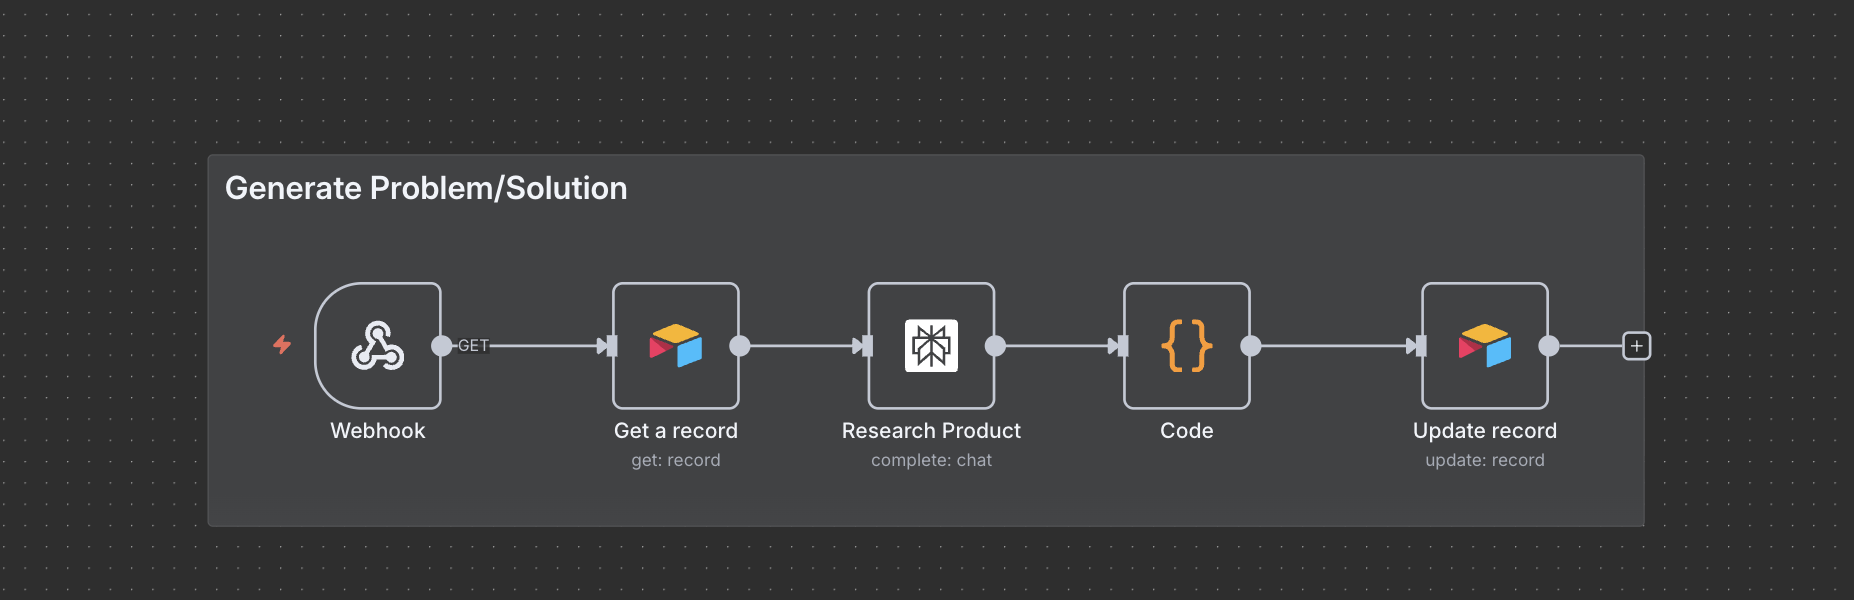 Generate Problem/Solution
GET
Webhook
Get a record
get: record
Research Product
complete: chat
Code
Update record
update: record